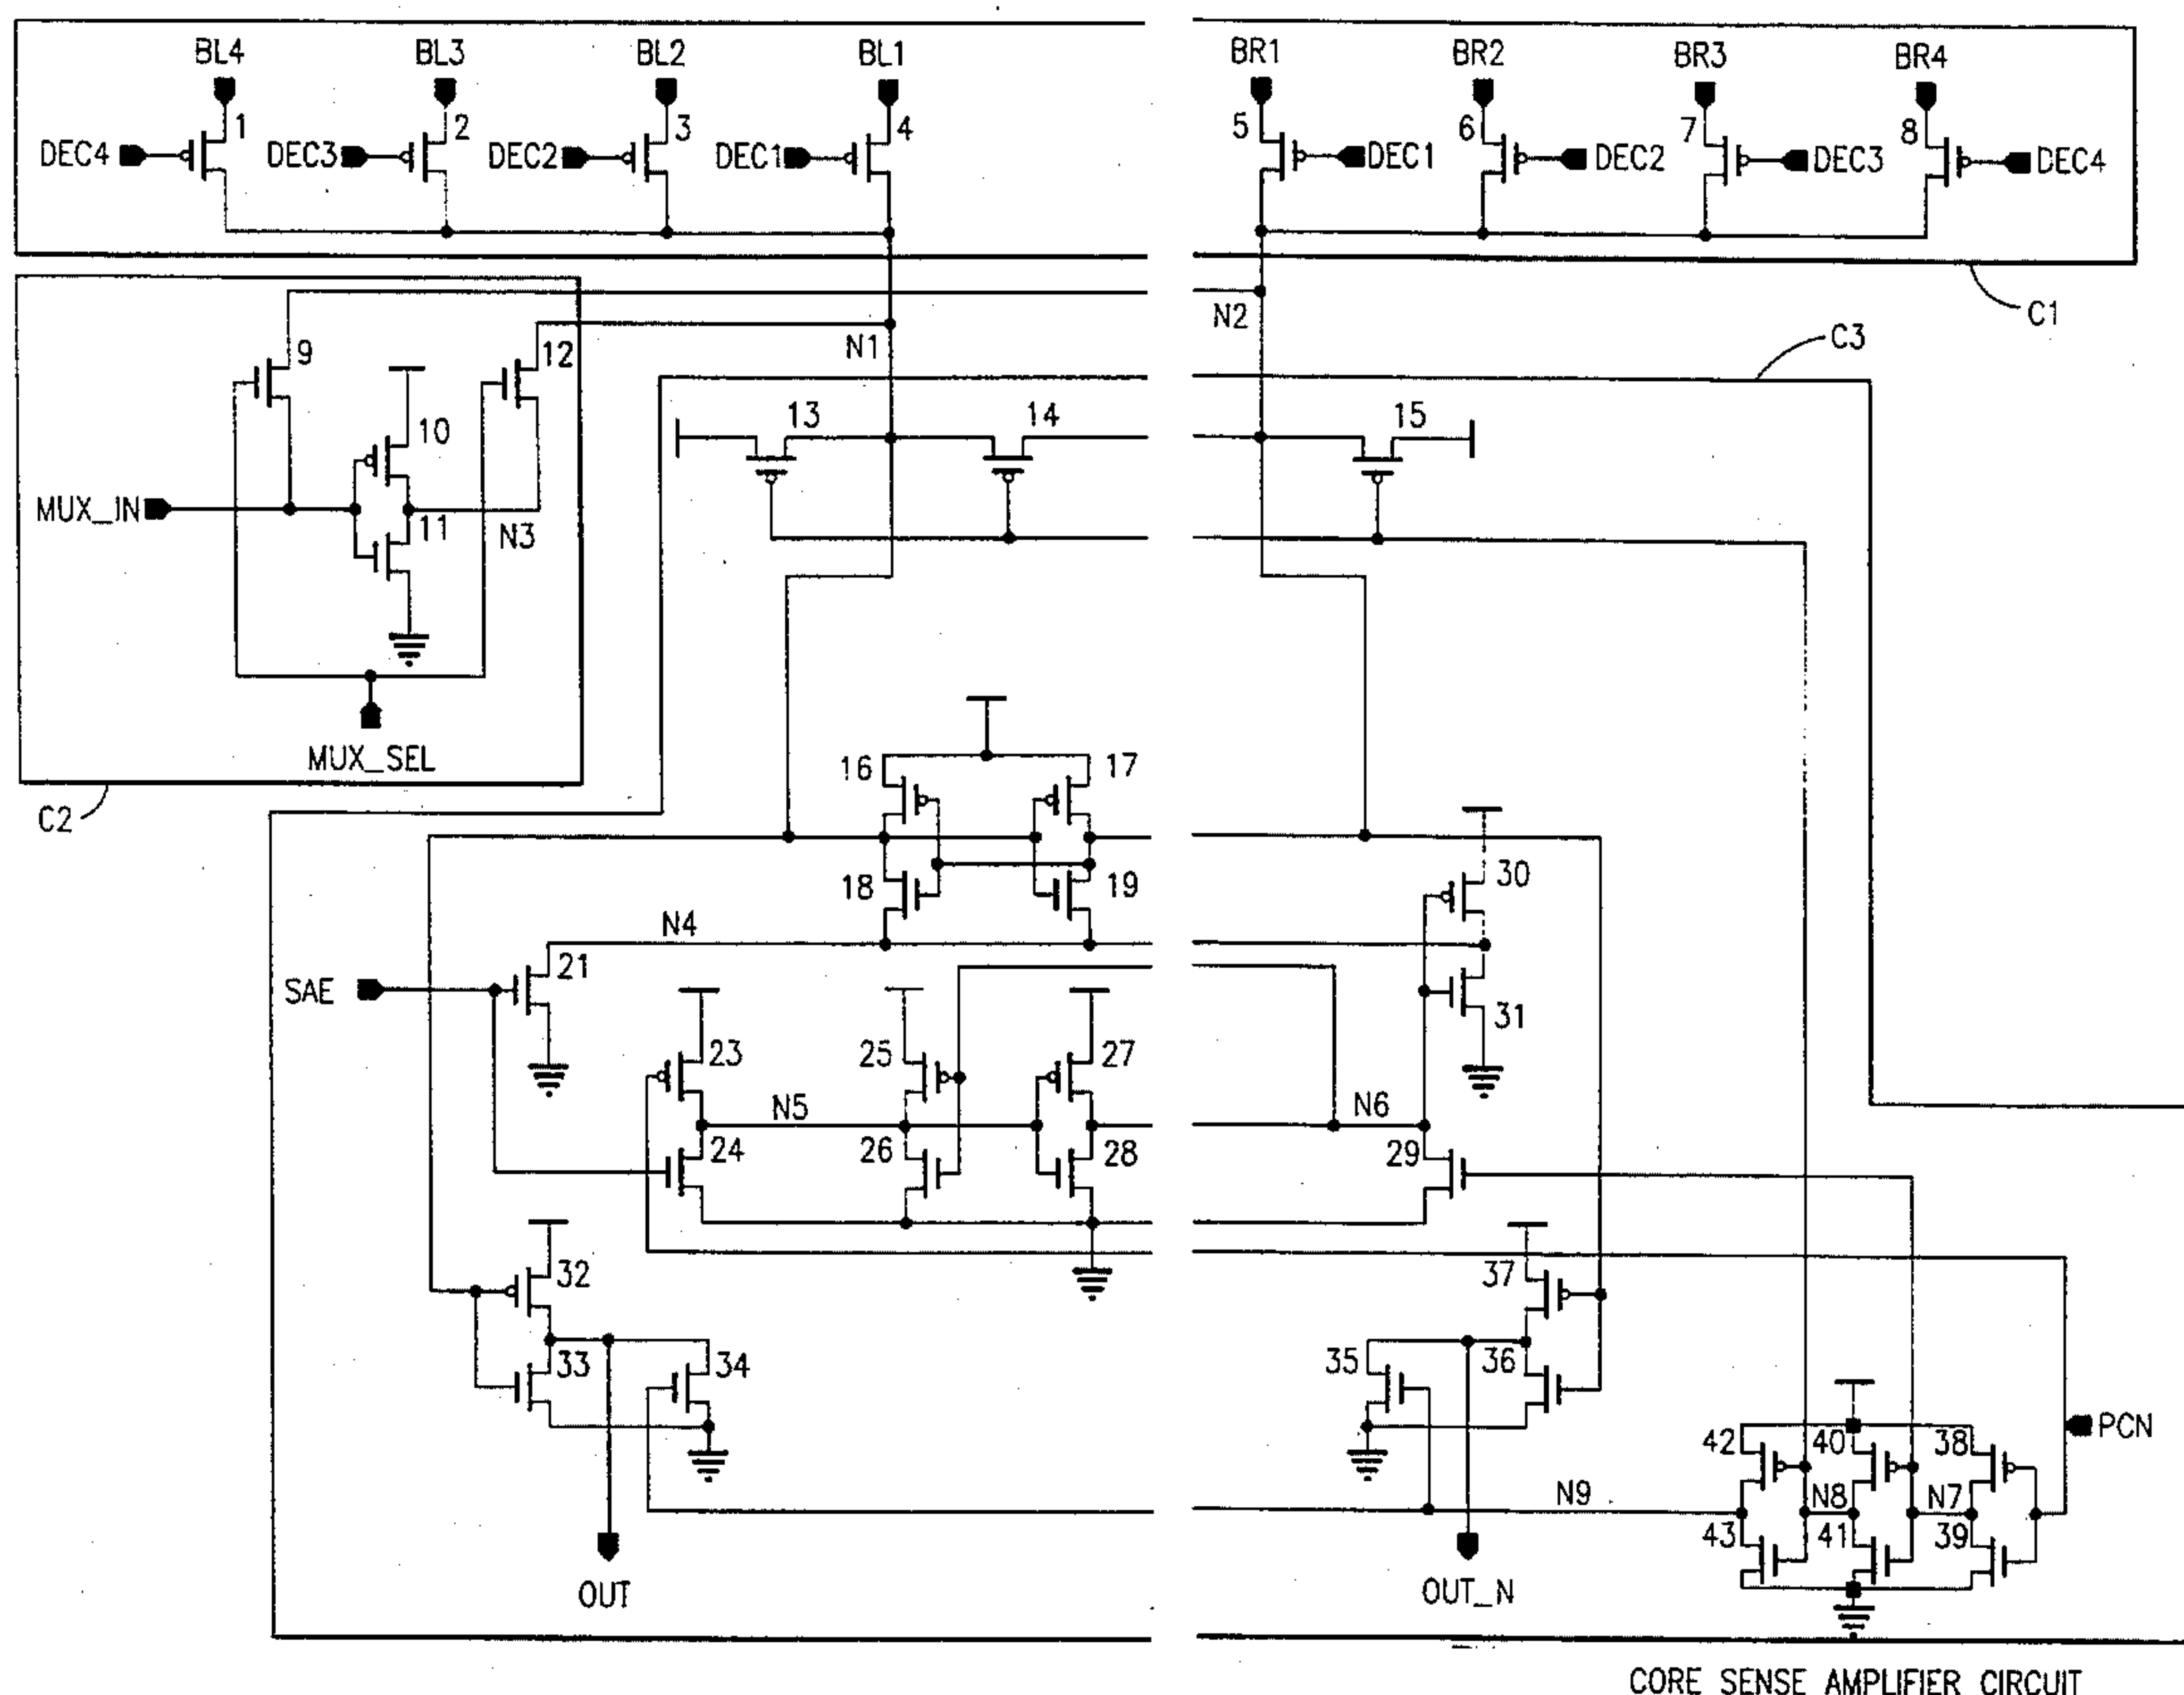 BL4 BL3 BL2 BL1 BR1 BR2 BR3 BR4
1 2 3 4 5 6 7 8
DEC4 DEC3 DEC2 DEC1 DEC1 DEC2 DEC3 DEC4
C1
N2
N1
C3
9 12
13 14 15
10
MUX_IN
11 N3
MUX_SEL
16 17
C2
30
18 19
N4
21
SAE
31
23 25 27
N5 N6
24 26 28 29
32 37
33 34 35 36
PCN
42 40 38
N9 N8 N7
43 41 39
OUT OUT_N
CORE SENSE AMPLIFIER CIRCUIT